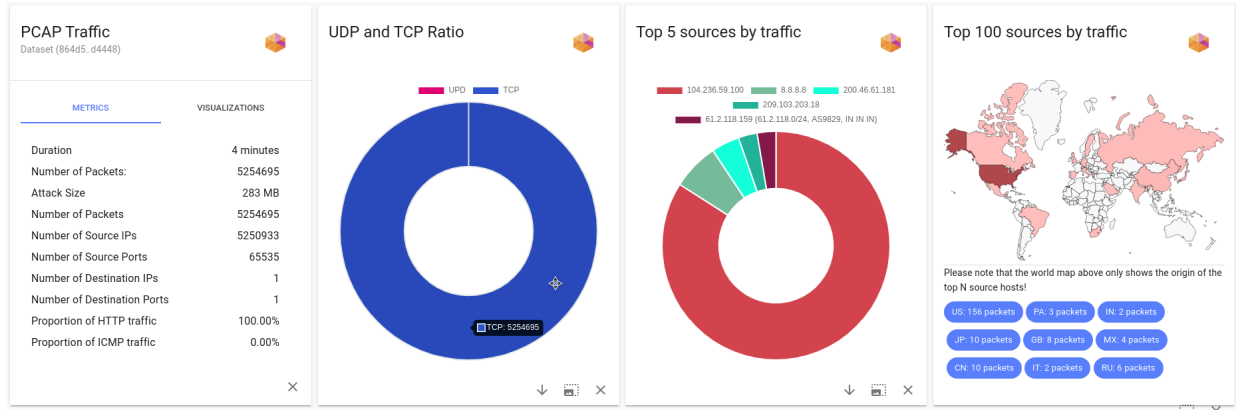 PCAP Traffic
Dataset (864d5..d4448)
METRICS VISUALIZATIONS
Duration 4 minutes
Number of Packets: 5254695
Attack Size 283 MB
Number of Packets 5254695
Number of Source IPs 5250933
Number of Source Ports 65535
Number of Destination IPs 1
Number of Destination Ports 1
Proportion of HTTP traffic 100.00%
Proportion of ICMP traffic 0.00%
UDP and TCP Ratio
UPD TCP
TCP: 5254695
Top 5 sources by traffic
104.236.59.100 8.8.8.8 200.46.61.181
209.103.203.18
61.2.118.159 (61.2.118.0/24, AS9829, IN IN IN)
Top 100 sources by traffic
Please note that the world map above only shows the origin of the
top N source hosts!
US: 156 packets PA: 3 packets IN: 2 packets
JP: 10 packets GB: 8 packets MX: 4 packets
CN: 10 packets IT: 2 packets RU: 6 packets